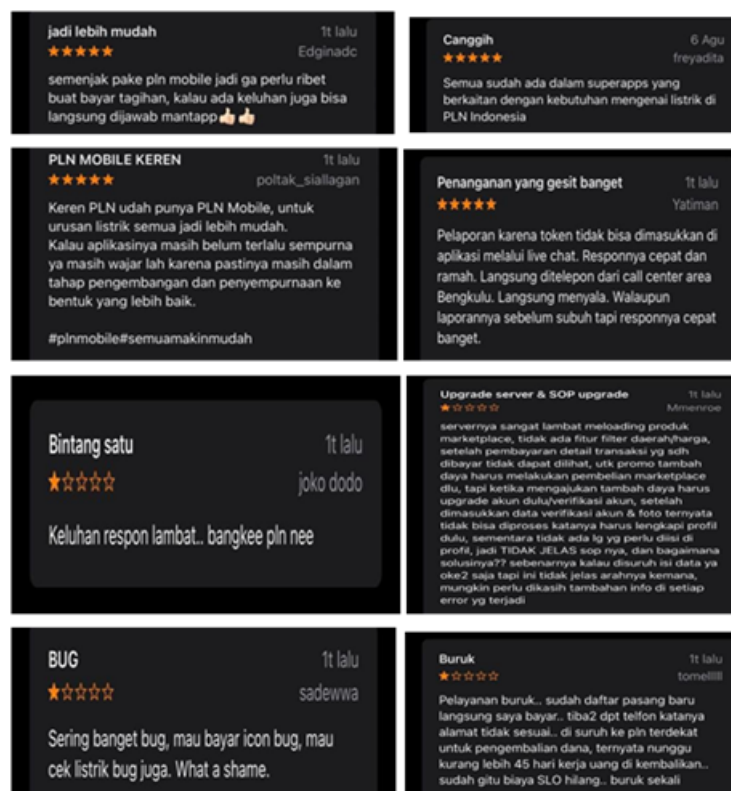 jadi lebih mudah 1t lalu
★★★★★ Edginadc
semenjak pake pln mobile jadi ga perlu ribet
buat bayar tagihan, kalau ada keluhan juga bisa
langsung dijawab mantapp👍🏻👍🏻
Canggih 6 Agu
★★★★★ freyadita
Semua sudah ada dalam superapps yang
berkaitan dengan kebutuhan mengenai listrik di
PLN Indonesia
PLN MOBILE KEREN 1t lalu
★★★★★ poltak_siallagan
Keren PLN udah punya PLN Mobile, untuk
urusan listrik semua jadi lebih mudah.
Kalau aplikasinya masih belum terlalu sempurna
ya masih wajar lah karena pastinya masih dalam
tahap pengembangan dan penyempurnaan ke
bentuk yang lebih baik.
#plnmobile#semuamakinmudah
Penanganan yang gesit banget 1t lalu
★★★★★ Yatiman
Pelaporan karena token tidak bisa dimasukkan di
aplikasi melalui live chat. Responnya cepat dan
ramah. Langsung ditelepon dari call center area
Bengkulu. Langsung menyala. Walaupun
laporannya sebelum subuh tapi responnya cepat
banget.
Bintang satu 1t lalu
★☆☆☆☆ joko dodo
Keluhan respon lambat.. bangkee pln nee
Upgrade server & SOP upgrade 1t lalu
★☆☆☆☆ Mmenroe
servernya sangat lambat meloading produk
marketplace, tidak ada fitur filter daerah/harga,
setelah pembayaran detail transaksi yg sdh
dibayar tidak dapat dilihat, utk promo tambah
daya harus melakukan pembelian marketplace
dlu, tapi ketika mengajukan tambah daya harus
upgrade akun dulu/verifikasi akun, setelah
dimasukkan data verifikasi akun & foto ternyata
tidak bisa diproses katanya harus lengkapi profil
dulu, sementara tidak ada lg yg perlu diisi di
profil, jadi TIDAK JELAS sop nya, dan bagaimana
solusinya?? sebenarnya kalau disuruh isi data ya
oke2 saja tapi ini tidak jelas arahnya kemana,
mungkin perlu dikasih tambahan info di setiap
error yg terjadi
BUG 1t lalu
★☆☆☆☆ sadewwa
Sering banget bug, mau bayar icon bug, mau
cek listrik bug juga. What a shame.
Buruk 1t lalu
★☆☆☆☆ tomelllll
Pelayanan buruk.. sudah daftar pasang baru
langsung saya bayar.. tiba2 dpt telfon katanya
alamat tidak sesuai.. di suruh ke pln terdekat
untuk pengembalian dana, ternyata nunggu
kurang lebih 45 hari kerja uang di kembalikan..
sudah gitu biaya SLO hilang.. buruk sekali